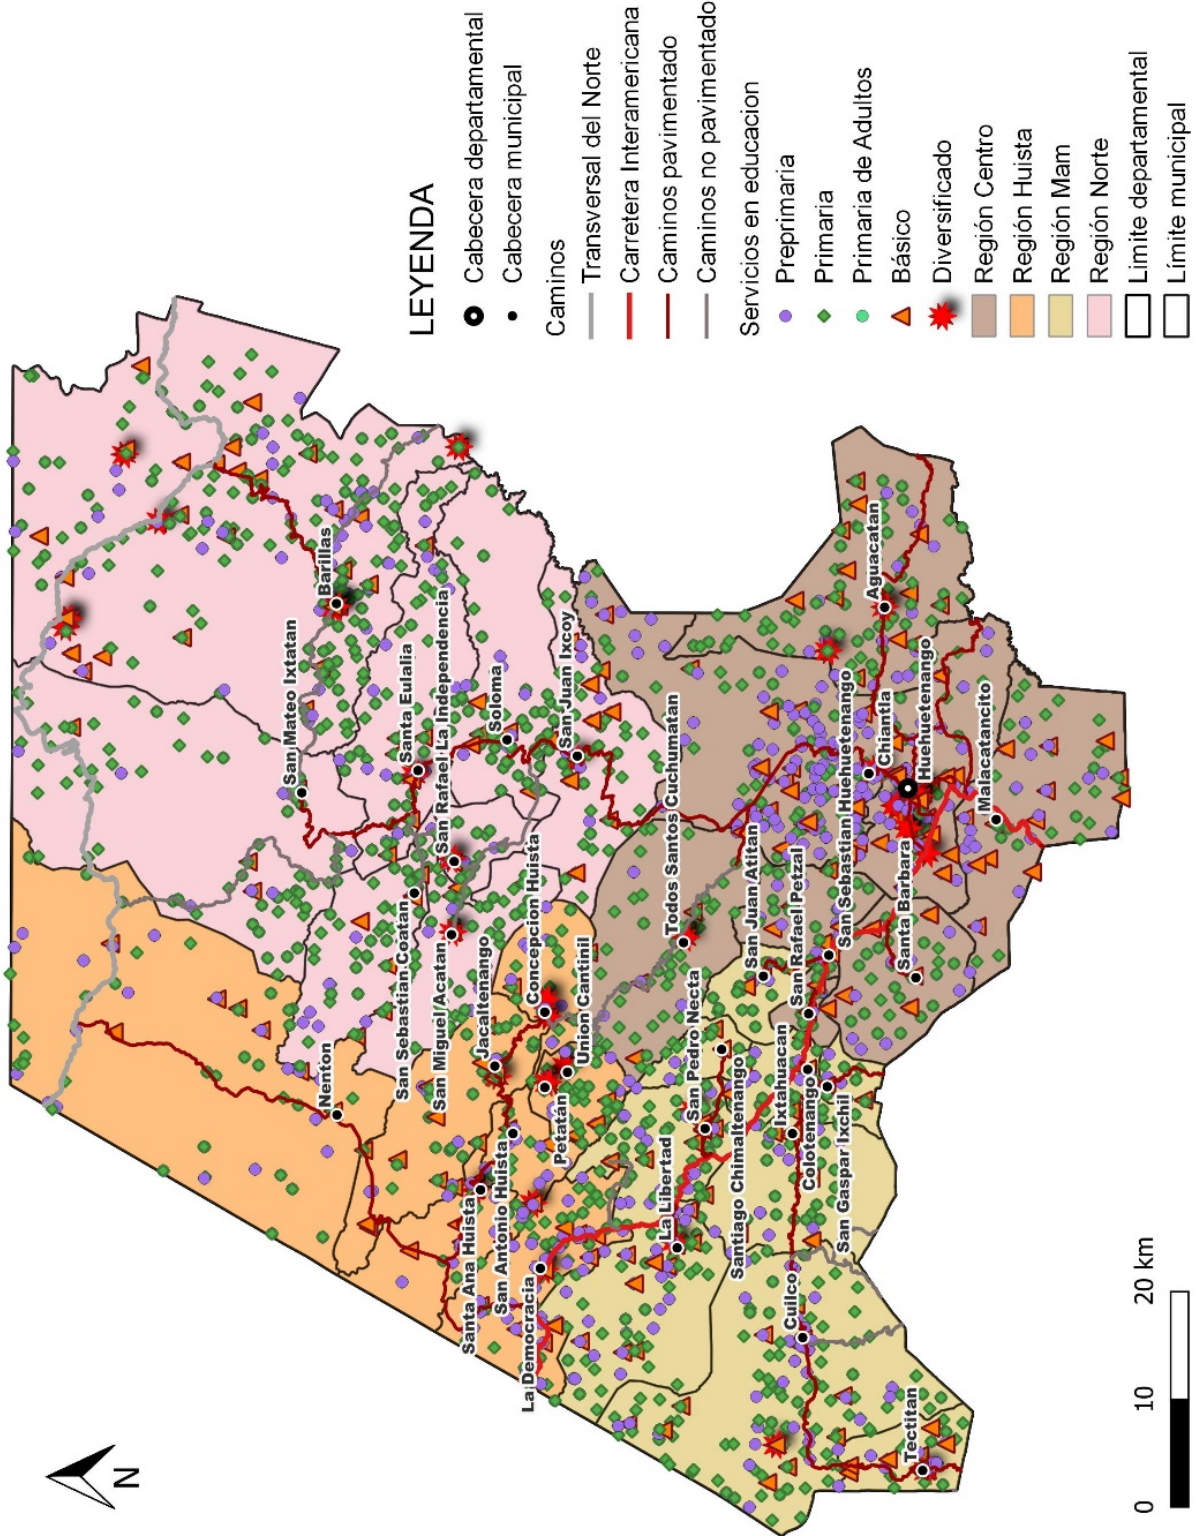 LEYENDA
Cabecera departamental
Cabecera municipal
Caminos
Transversal del Norte
Carretera Interamericana
Caminos pavimentado
Caminos no pavimentado
Servicios en educacion
Preprimaria
Primaria
Primaria de Adultos
Básico
Diversificado
Región Centro
Región Huista
Región Mam
Región Norte
Límite departamental
Límite municipal
Barillas
San Mateo Ixtatan
Santa Eulalia
San Rafael La Independencia
Soloma
San Juan Ixcoy
San Sebastian Coatan
San Miguel Acatan
Nenton
Jacaltenango
Concepcion Huista
Union Cantinil
Petatán
Santa Ana Huista
San Antonio Huista
La Democracia
Todos Santos Cuchumatan
San Juan Atitan
San Rafael Petzal
San Sebastian Huehuetenango
Aguacatan
Chiantla
Huehuetenango
Malacatancito
Santa Barbara
San Pedro Necta
La Libertad
Santiago Chimaltenango
Ixtahuacan
Colotenango
San Gaspar Ixchil
Cuilco
Tectitan
N
0 10 20 km